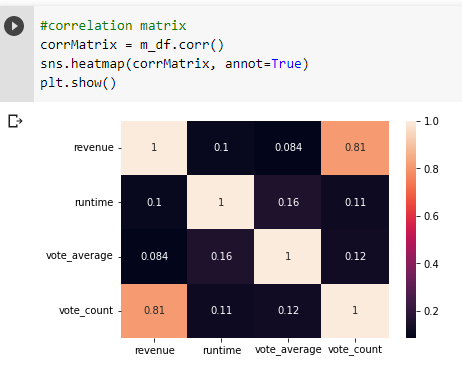 #correlation matrix
corrMatrix = m_df.corr()
sns.heatmap(corrMatrix, annot=True)
plt.show()
revenue 1 0.1 0.084 0.81
runtime 0.1 1 0.16 0.11
vote_average 0.084 0.16 1 0.12
vote_count 0.81 0.11 0.12 1
revenue runtime vote_average vote_count
1.0
0.8
0.6
0.4
0.2